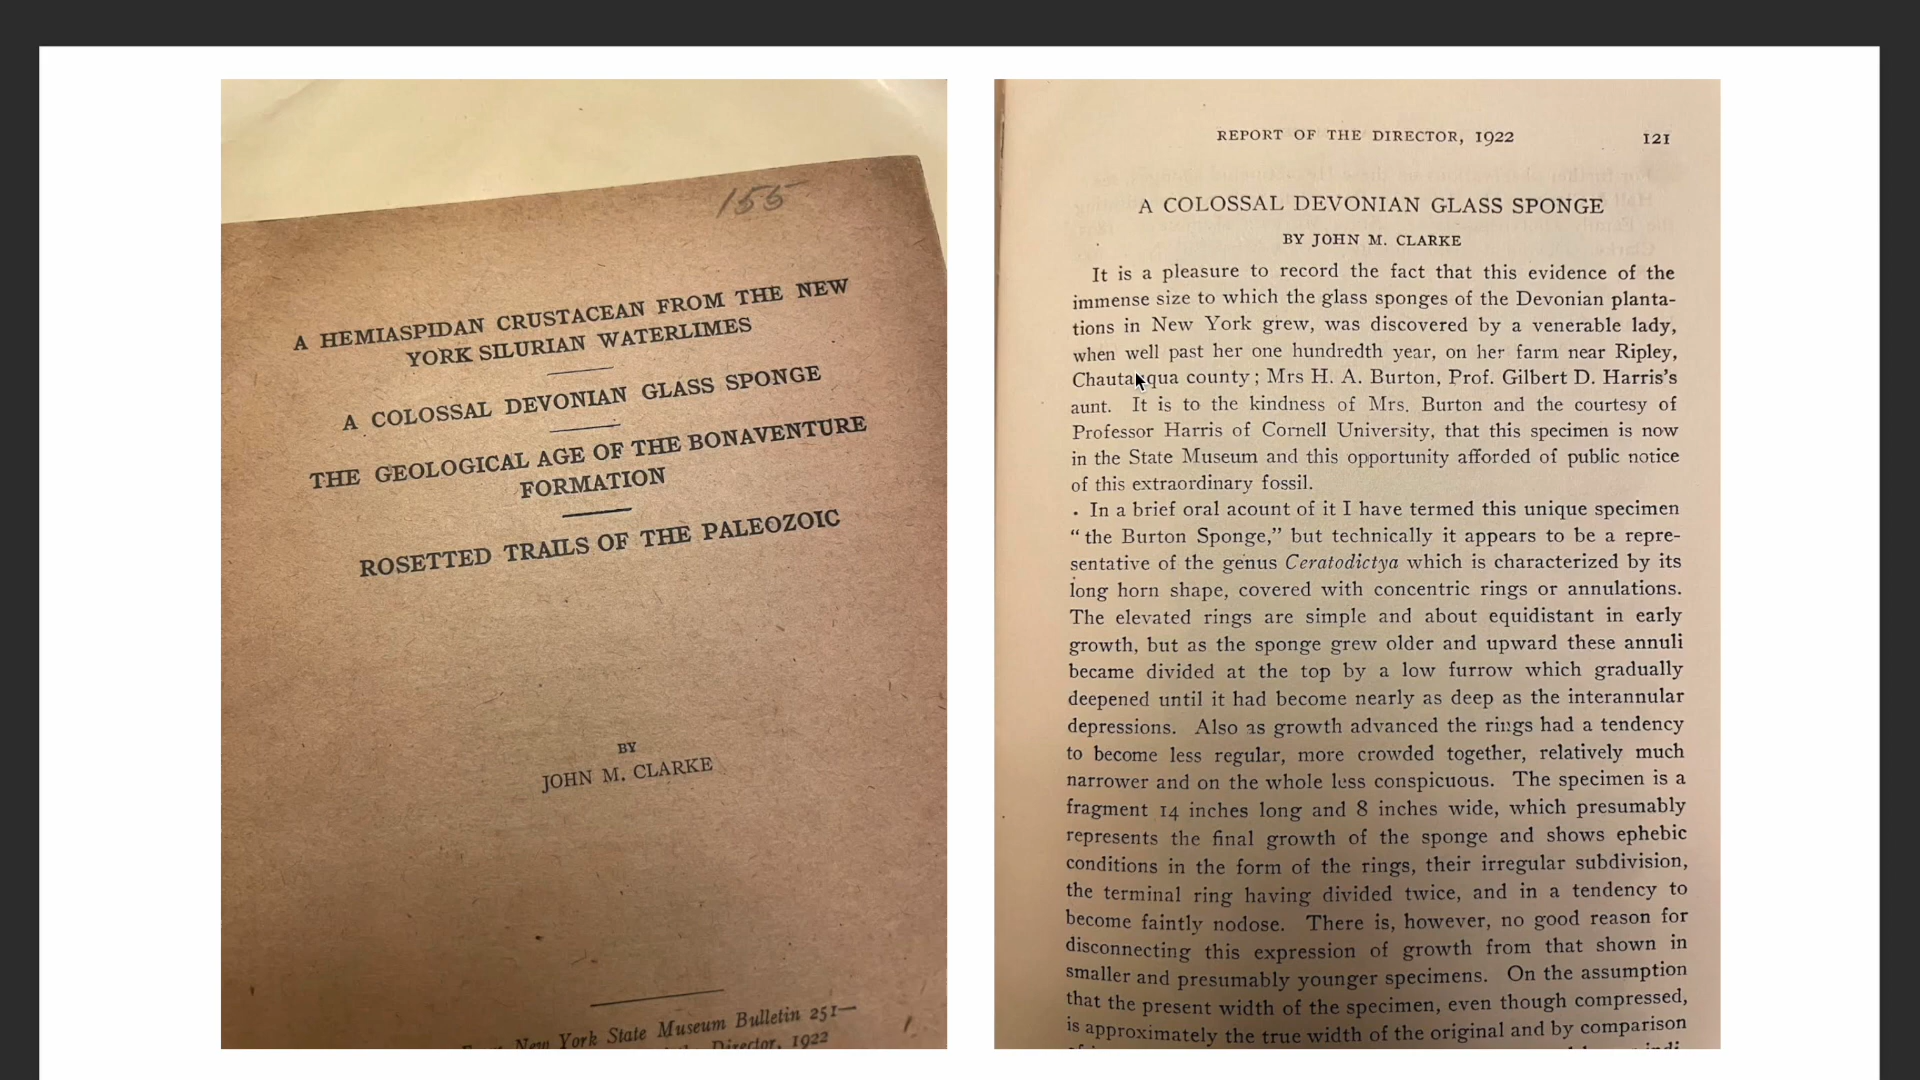 155
A HEMIASPIDAN CRUSTACEAN FROM THE NEW
YORK SILURIAN WATERLIMES
A COLOSSAL DEVONIAN GLASS SPONGE
THE GEOLOGICAL AGE OF THE BONAVENTURE
FORMATION
ROSETTED TRAILS OF THE PALEOZOIC
BY
JOHN M. CLARKE
New York State Museum Bulletin 251—
Director, 1922
REPORT OF THE DIRECTOR, 1922 121
A COLOSSAL DEVONIAN GLASS SPONGE
BY JOHN M. CLARKE
It is a pleasure to record the fact that this evidence of the
immense size to which the glass sponges of the Devonian planta-
tions in New York grew, was discovered by a venerable lady,
when well past her one hundredth year, on her farm near Ripley,
Chautauqua county; Mrs H. A. Burton, Prof. Gilbert D. Harris's
aunt. It is to the kindness of Mrs. Burton and the courtesy of
Professor Harris of Cornell University, that this specimen is now
in the State Museum and this opportunity afforded of public notice
of this extraordinary fossil.
In a brief oral acount of it I have termed this unique specimen
"the Burton Sponge," but technically it appears to be a repre-
sentative of the genus Ceratodictya which is characterized by its
long horn shape, covered with concentric rings or annulations.
The elevated rings are simple and about equidistant in early
growth, but as the sponge grew older and upward these annuli
became divided at the top by a low furrow which gradually
deepened until it had become nearly as deep as the interannular
depressions. Also as growth advanced the rings had a tendency
to become less regular, more crowded together, relatively much
narrower and on the whole less conspicuous. The specimen is a
fragment 14 inches long and 8 inches wide, which presumably
represents the final growth of the sponge and shows ephebic
conditions in the form of the rings, their irregular subdivision,
the terminal ring having divided twice, and in a tendency to
become faintly nodose. There is, however, no good reason for
disconnecting this expression of growth from that shown in
smaller and presumably younger specimens. On the assumption
that the present width of the specimen, even though compressed,
is approximately the true width of the original and by comparison